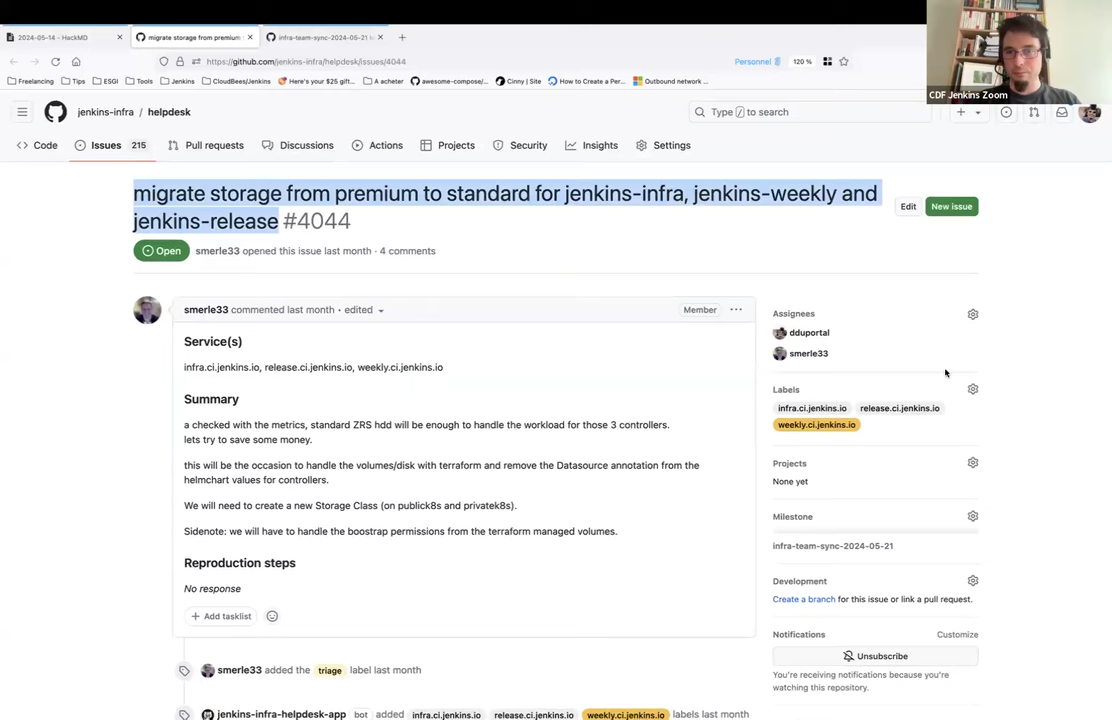 2024-05-14 - HackMD
migrate storage from premium
infra-team-sync-2024-05-21
https://github.com/jenkins-infra/helpdesk/issues/4044
Personnel
120 %
Freelancing
Tips
ESGI
Tools
Jenkins
CloudBees/Jenkins
Here's your $25 gift...
A acheter
awesome-compose/...
Cinny | Site
How to Create a Per...
Outbound network ...
CDF Jenkins Zoom
jenkins-infra / helpdesk
Type / to search
Code
Issues 215
Pull requests
Discussions
Actions
Projects
Security
Insights
Settings
migrate storage from premium to standard for jenkins-infra, jenkins-weekly and
jenkins-release #4044
Edit
New issue
Open
smerle33 opened this issue last month · 4 comments
smerle33 commented last month • edited
Member
Service(s)
infra.ci.jenkins.io, release.ci.jenkins.io, weekly.ci.jenkins.io
Summary
a checked with the metrics, standard ZRS hdd will be enough to handle the workload for those 3 controllers.
lets try to save some money.
this will be the occasion to handle the volumes/disk with terraform and remove the Datasource annotation from the
helmchart values for controllers.
We will need to create a new Storage Class (on publick8s and privatek8s).
Sidenote: we will have to handle the boostrap permissions from the terraform managed volumes.
Reproduction steps
No response
Add tasklist
smerle33 added the triage label last month
jenkins-infra-helpdesk-app bot added infra.ci.jenkins.io release.ci.jenkins.io weekly.ci.jenkins.io labels last month
Assignees
dduportal
smerle33
Labels
infra.ci.jenkins.io release.ci.jenkins.io
weekly.ci.jenkins.io
Projects
None yet
Milestone
infra-team-sync-2024-05-21
Development
Create a branch for this issue or link a pull request.
Notifications
Customize
Unsubscribe
You're receiving notifications because you're
watching this repository.